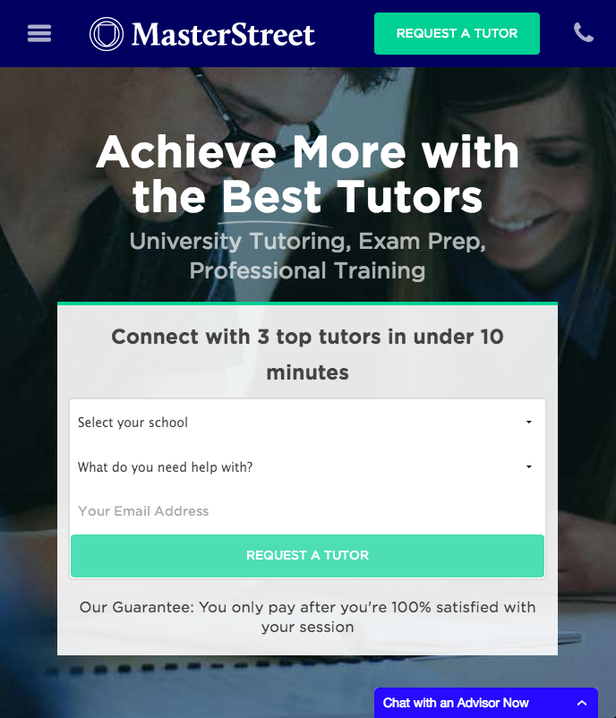 MasterStreet
REQUEST A TUTOR
Achieve More with
the Best Tutors
University Tutoring, Exam Prep,
Professional Training
Connect with 3 top tutors in under 10
minutes
Select your school
What do you need help with?
Your Email Address
REQUEST A TUTOR
Our Guarantee: You only pay after you're 100% satisfied with
your session
Chat with an Advisor Now